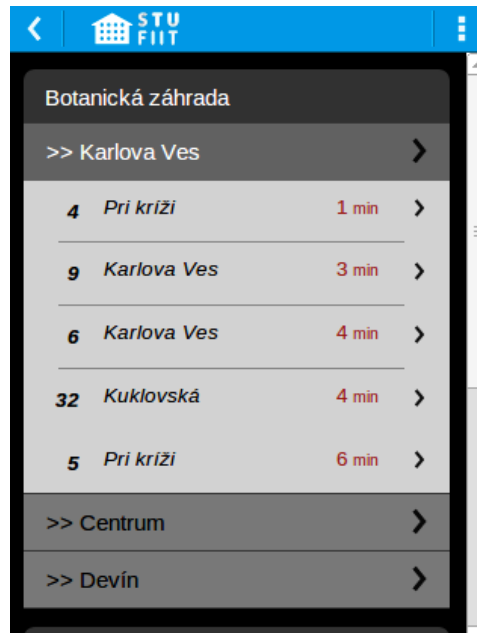 STU
FIIT
Botanická záhrada
>> Karlova Ves
4 Pri kríži 1 min
9 Karlova Ves 3 min
6 Karlova Ves 4 min
32 Kuklovská 4 min
5 Pri kríži 6 min
>> Centrum
>> Devín